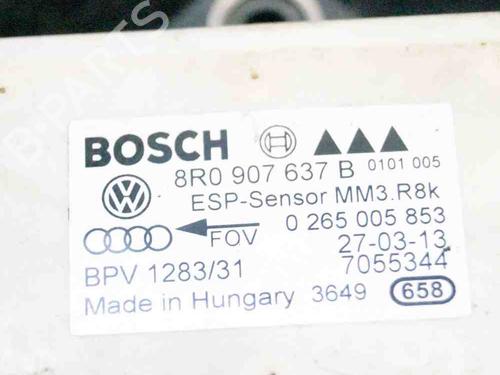 BOSCH
8R0 907 637 B 0101 005
ESP-Sensor MM3.R8k
0 265 005 853
FOV
27-03-13
BPV 1283/31 7055344
Made in Hungary 3649 658
B-PARTS